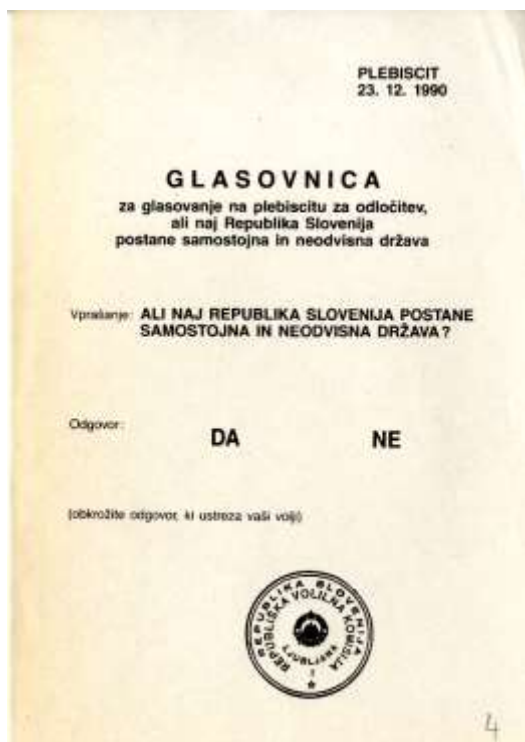 PLEBISCIT
23. 12. 1990
GLASOVNICA
za glasovanje na plebiscitu za odločitev,
ali naj Republika Slovenija
postane samostojna in neodvisna država
Vprašanje: ALI NAJ REPUBLIKA SLOVENIJA POSTANE
SAMOSTOJNA IN NEODVISNA DRŽAVA?
Odgovor:
DA NE
(obkrožite odgovor, ki ustreza vaši volji)
REPUBLIKA SLOVENIJA
REPUBLIŠKA VOLILNA KOMISIJA
LJUBLJANA
1
4